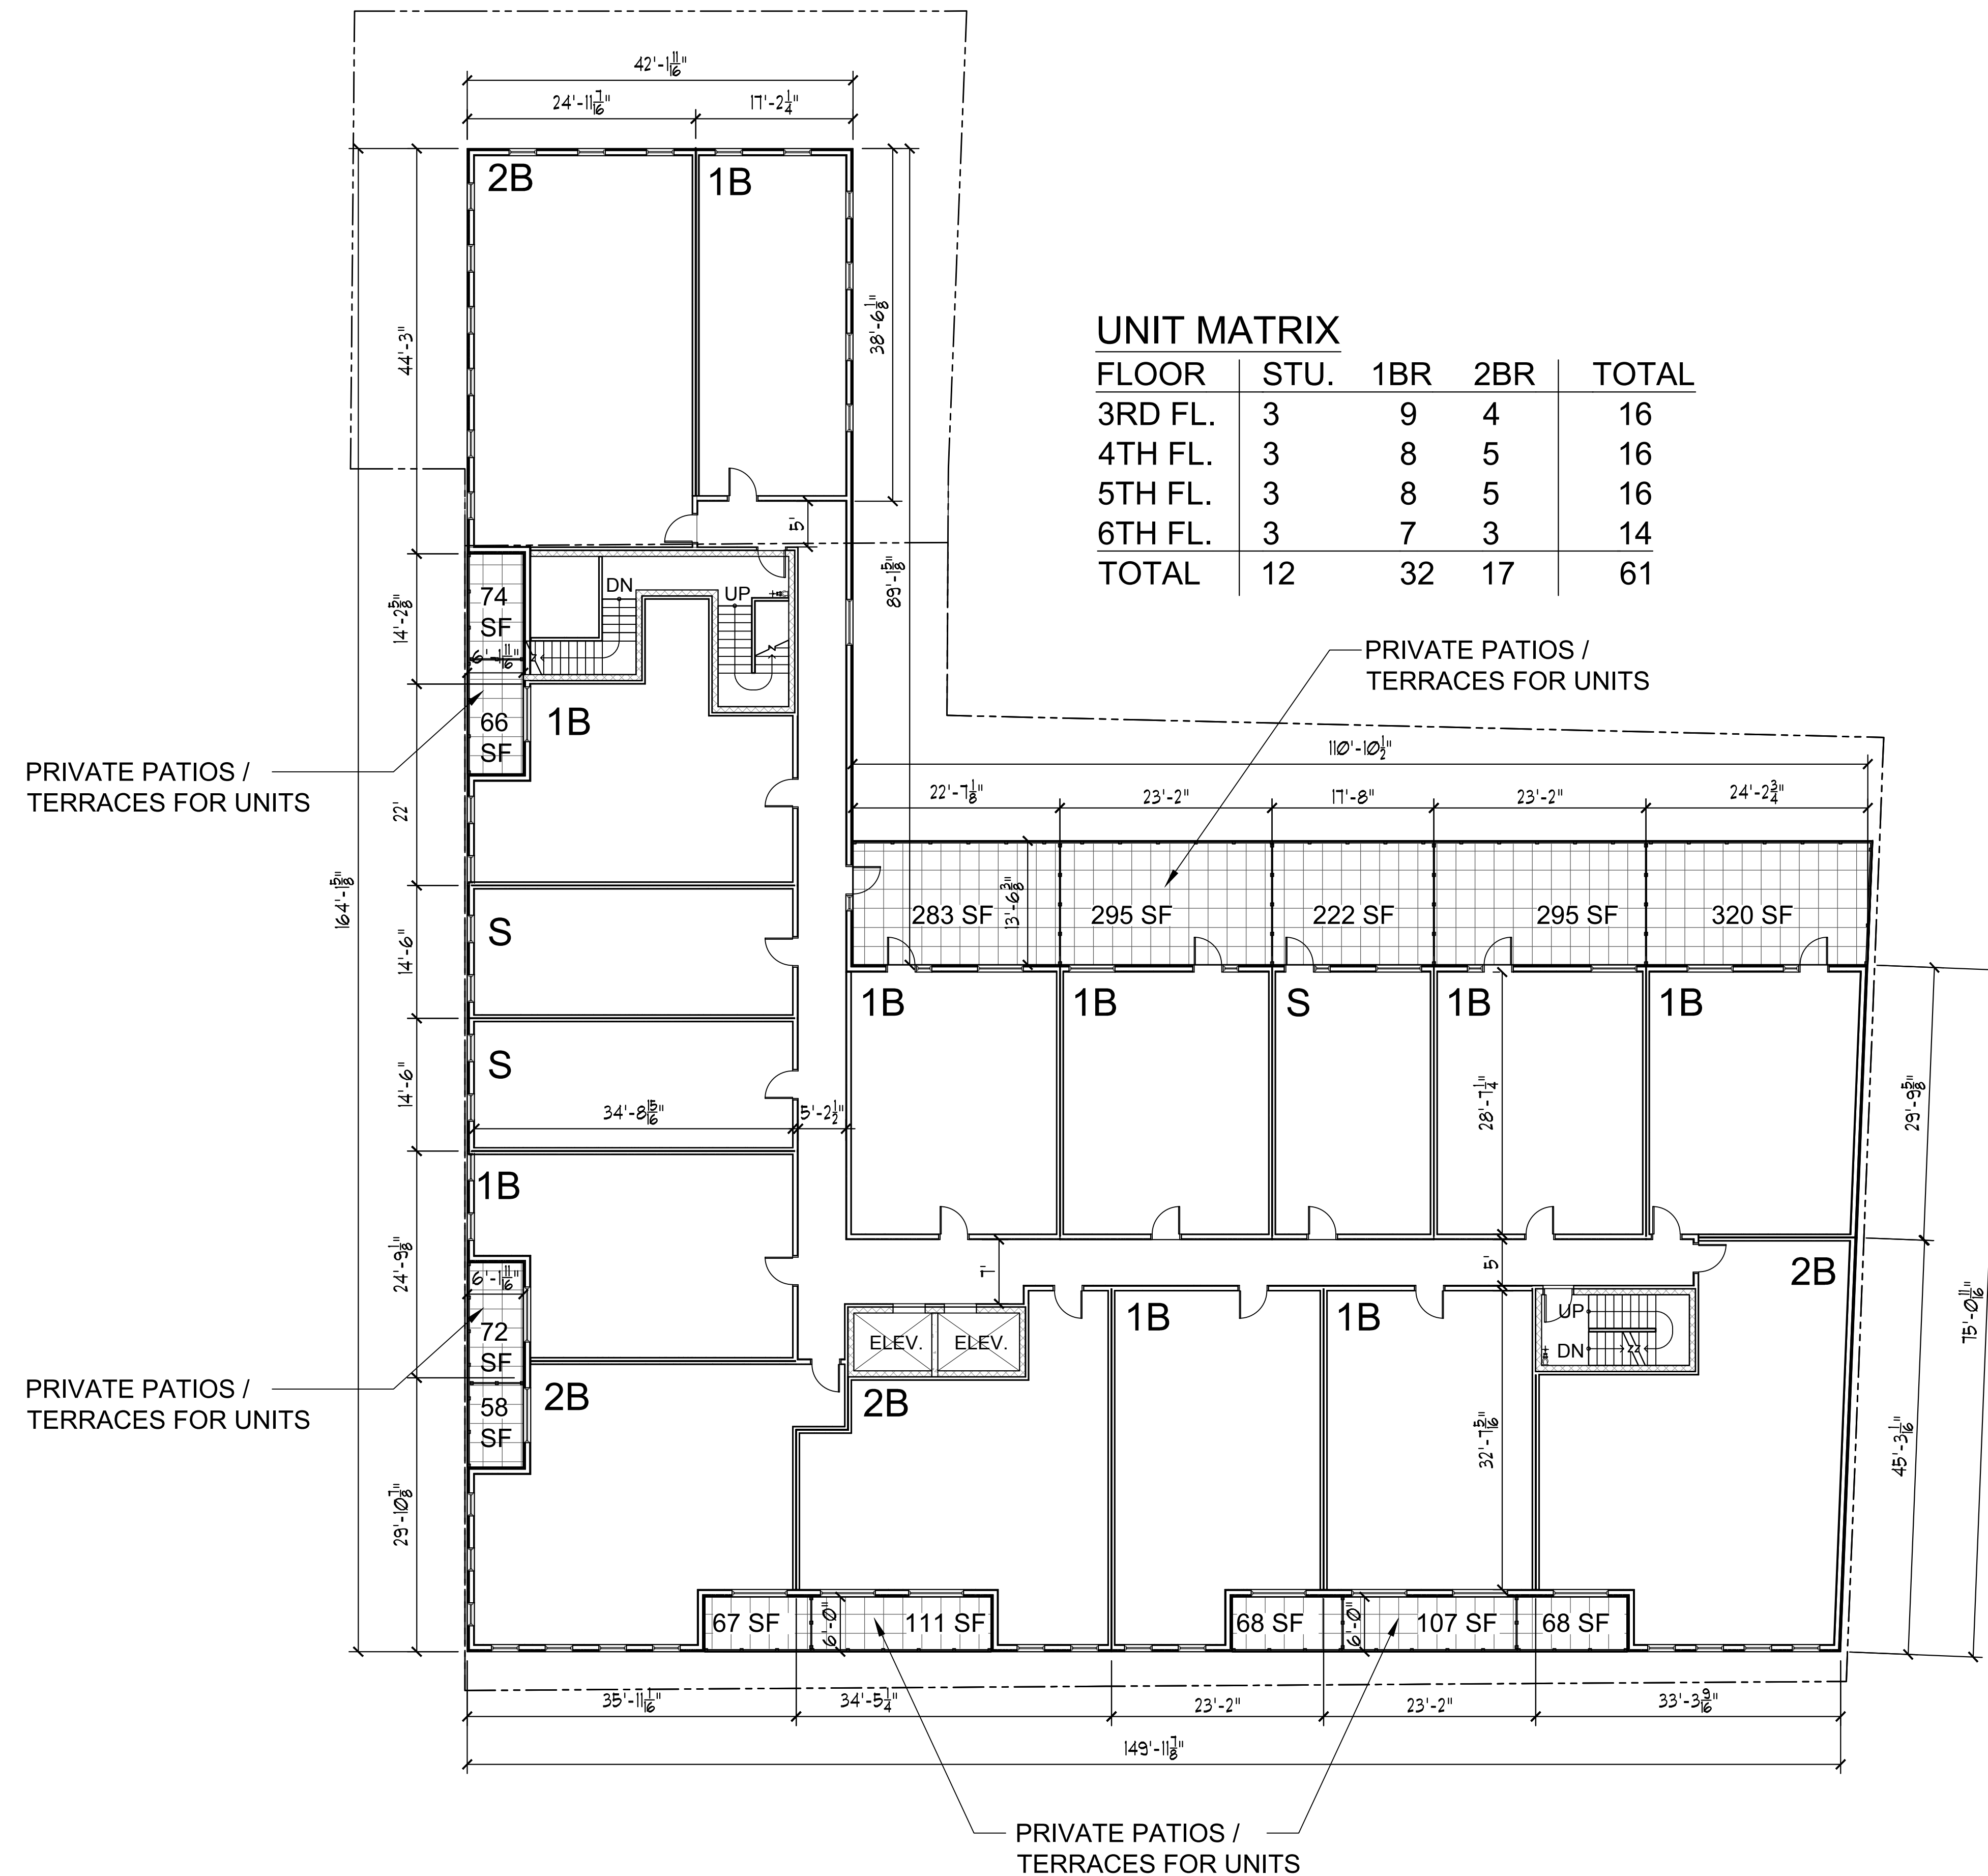 42'-1 11/16"
24'-11 7/16"
17'-2 1/4"
2B
1B
44'-3"
38'-6 1/8"
UNIT MATRIX
FLOOR STU. 1BR 2BR TOTAL
3RD FL. 3 9 4 16
4TH FL. 3 8 5 16
5TH FL. 3 8 5 16
6TH FL. 3 7 3 14
TOTAL 12 32 17 61
5'
89'-1 5/8"
14'-2 5/8"
74
SF
DN
UP
6'-1 11/16"
66
SF
1B
PRIVATE PATIOS /
TERRACES FOR UNITS
PRIVATE PATIOS /
TERRACES FOR UNITS
110'-10 1/2"
22'-7 1/8"
23'-2"
17'-8"
23'-2"
24'-2 3/4"
22'
164'-1 5/8"
283 SF
13'-6 3/8"
295 SF
222 SF
295 SF
320 SF
S
14'-6"
1B
1B
S
1B
1B
S
14'-6"
34'-8 15/16"
5'-2 1/2"
28'-7 1/4"
29'-9 5/8"
1B
24'-9 1/8"
6'-1 11/16"
7'
5'
2B
72
SF
ELEV.
ELEV.
1B
1B
UP
DN
75'-0 11/16"
PRIVATE PATIOS /
TERRACES FOR UNITS
58
SF
2B
2B
32'-7 5/16"
45'-3 1/16"
29'-10 7/8"
67 SF
6'-0"
111 SF
68 SF
6'-0"
107 SF
68 SF
35'-11 1/16"
34'-5 1/4"
23'-2"
23'-2"
33'-3 9/16"
149'-11 7/8"
PRIVATE PATIOS /
TERRACES FOR UNITS